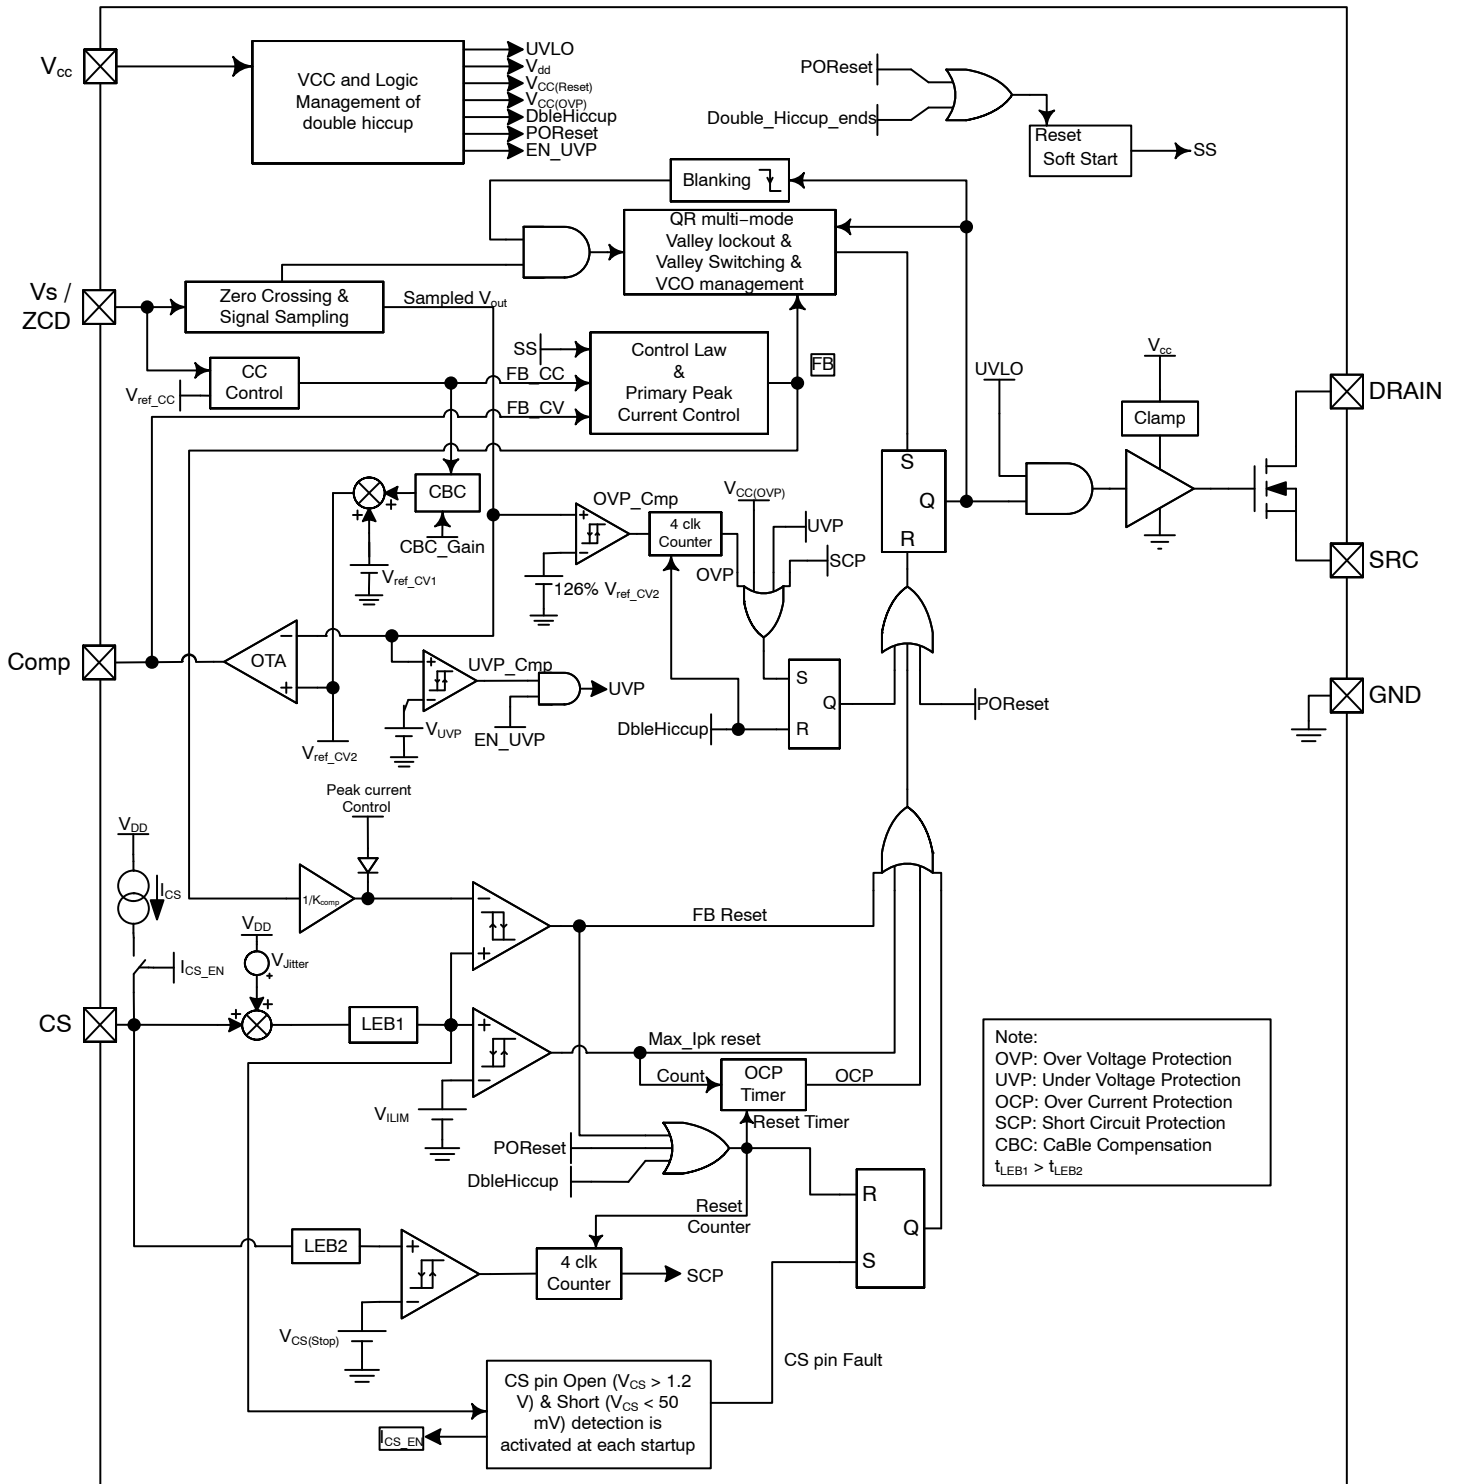 Vcc
VCC and Logic
Management of
double hiccup
UVLO
Vdd
VCC(Reset)
VCC(OVP)
DbleHiccup
POReset
EN_UVP
POReset
Double_Hiccup_ends
Reset
Soft Start
SS
Blanking
QR multi−mode
Valley lockout &
Valley Switching &
VCO management
Vs /
ZCD
Zero Crossing &
Signal Sampling
Sampled Vout
CC
Control
Vref_CC
SS
FB_CC
FB_CV
Control Law
&
Primary Peak
Current Control
FB
UVLO
Vcc
Clamp
DRAIN
SRC
GND
S
Q
R
CBC
CBC_Gain
+
+
Vref_CV1
OVP_Cmp
+
−
4 clk
Counter
126% Vref_CV2
OVP
VCC(OVP)
UVP
SCP
Comp
OTA
−
+
Vref_CV2
UVP_Cmp
+
−
VUVP
EN_UVP
UVP
DbleHiccup
S
Q
R
POReset
Peak current
Control
VDD
ICS
1/Kcomp
−
+
FB Reset
VDD
VJitter
+
ICS_EN
CS
+
+
LEB1
+
−
VILIM
Max_Ipk reset
Count
OCP
Timer
OCP
Reset Timer
POReset
DbleHiccup
Reset
Counter
R
Q
S
LEB2
+
−
VCS(Stop)
4 clk
Counter
SCP
CS pin Fault
CS pin Open (VCS > 1.2
V) & Short (VCS < 50
mV) detection is
activated at each startup
ICS_EN
Note:
OVP: Over Voltage Protection
UVP: Under Voltage Protection
OCP: Over Current Protection
SCP: Short Circuit Protection
CBC: CaBle Compensation
tLEB1 > tLEB2